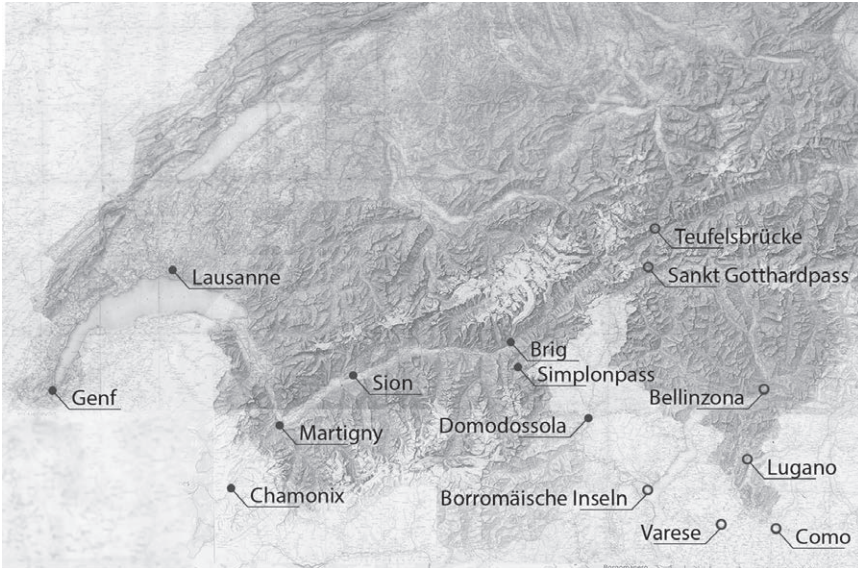 Teufelsbrücke
Sankt Gotthardpass
Lausanne
Brig
Simplonpass
Sion
Genf
Bellinzona
Martigny
Domodossola
Lugano
Chamonix
Borromäische Inseln
Varese
Como